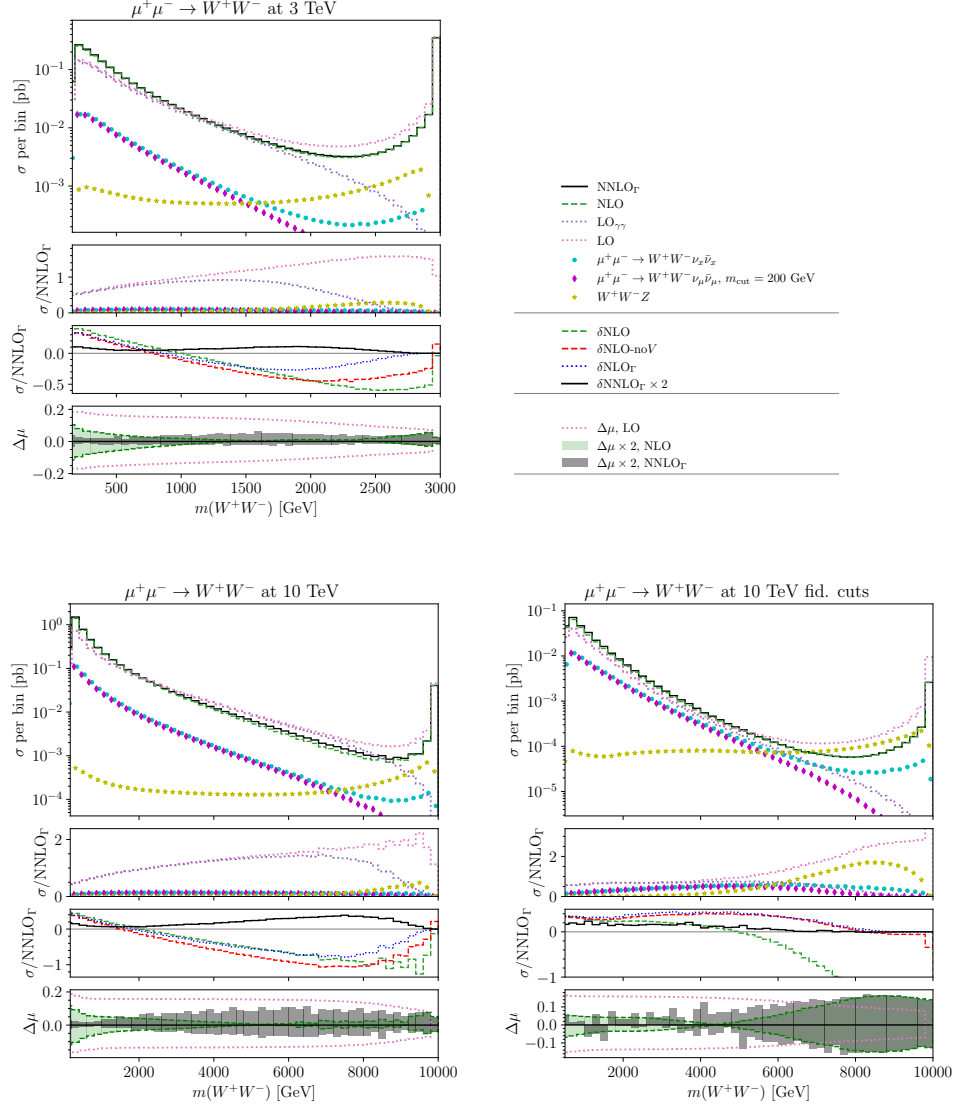 μ⁺μ⁻ → W⁺W⁻ at 3 TeV
σ per bin [pb]
10⁻¹
10⁻²
10⁻³
σ/NNLO_Γ
1
0
σ/NNLO_Γ
0.0
−0.5
Δμ
0.2
0.0
−0.2
500 1000 1500 2000 2500 3000
m(W⁺W⁻) [GeV]
NNLO_Γ
NLO
LO_γγ
LO
μ⁺μ⁻ → W⁺W⁻ν_xν̄_x
μ⁺μ⁻ → W⁺W⁻ν_μν̄_μ, m_cut = 200 GeV
W⁺W⁻Z
δNLO
δNLO-noV
δNLO_Γ
δNNLO_Γ × 2
Δμ, LO
Δμ × 2, NLO
Δμ × 2, NNLO_Γ
μ⁺μ⁻ → W⁺W⁻ at 10 TeV
σ per bin [pb]
10⁰
10⁻¹
10⁻²
10⁻³
10⁻⁴
σ/NNLO_Γ
2
0
σ/NNLO_Γ
0
−1
Δμ
0.2
0.0
2000 4000 6000 8000 10000
m(W⁺W⁻) [GeV]
μ⁺μ⁻ → W⁺W⁻ at 10 TeV fid. cuts
σ per bin [pb]
10⁻¹
10⁻²
10⁻³
10⁻⁴
10⁻⁵
σ/NNLO_Γ
2
0
σ/NNLO_Γ
0
−1
Δμ
0.1
0.0
−0.1
2000 4000 6000 8000 10000
m(W⁺W⁻) [GeV]